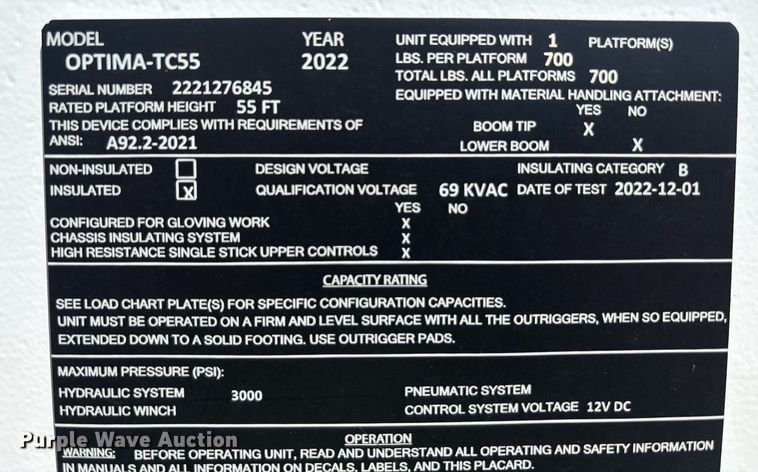 MODEL YEAR UNIT EQUIPPED WITH 1 PLATFORM(S)
OPTIMA-TC55 2022 LBS. PER PLATFORM 700
TOTAL LBS. ALL PLATFORMS 700
SERIAL NUMBER 2221276845
EQUIPPED WITH MATERIAL HANDLING ATTACHMENT:
RATED PLATFORM HEIGHT 55 FT YES NO
THIS DEVICE COMPLIES WITH REQUIREMENTS OF BOOM TIP X
ANSI: A92.2-2021 LOWER BOOM X
NON-INSULATED DESIGN VOLTAGE INSULATING CATEGORY B
INSULATED X QUALIFICATION VOLTAGE 69 KVAC DATE OF TEST 2022-12-01
YES NO
CONFIGURED FOR GLOVING WORK X
CHASSIS INSULATING SYSTEM X
HIGH RESISTANCE SINGLE STICK UPPER CONTROLS X
CAPACITY RATING
SEE LOAD CHART PLATE(S) FOR SPECIFIC CONFIGURATION CAPACITIES.
UNIT MUST BE OPERATED ON A FIRM AND LEVEL SURFACE WITH ALL THE OUTRIGGERS, WHEN SO EQUIPPED,
EXTENDED DOWN TO A SOLID FOOTING. USE OUTRIGGER PADS.
MAXIMUM PRESSURE (PSI):
HYDRAULIC SYSTEM 3000 PNEUMATIC SYSTEM
HYDRAULIC WINCH CONTROL SYSTEM VOLTAGE 12V DC
OPERATION
Purple Wave Auction
WARNING: BEFORE OPERATING UNIT, READ AND UNDERSTAND ALL OPERATING AND SAFETY INFORMATION
IN MANUALS AND ALL INFORMATION ON DECALS, LABELS, AND THIS PLACARD.